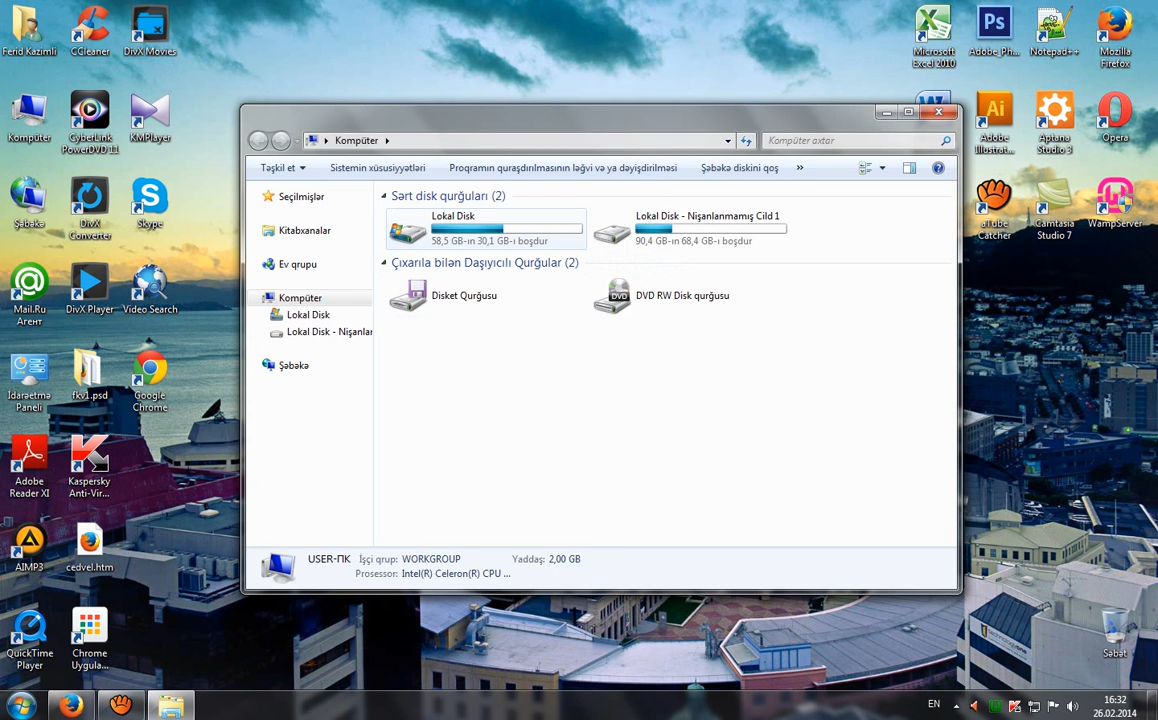 Ferid Kazimli
CCleaner
DivX Movies
Kompüter
CyberLink
PowerDVD 11
KMPlayer
Şəbəkə
DivX
Converter
Skype
Mail.Ru
Агент
DivX Player
Video Search
İdarəetmə
Paneli
fkv1.psd
Google
Chrome
Adobe
Reader XI
Kaspersky
Anti-Vir...
AIMP3
cedvel.htm
QuickTime
Player
Chrome
Uygula...
Microsoft
Excel 2010
Adobe_Ph...
Notepad++
Mozilla
Firefox
Adobe
Illustrat...
Aptana
Studio 3
Opera
aTube
Catcher
Camtasia
Studio 7
WampServer
Səbət
Kompüter
Kompüter axtar
Təşkil et
Sistemin xüsusiyyətləri
Proqramın quraşdırılmasının ləğvi və ya dəyişdirilməsi
Şəbəkə diskini qoş
»
Seçilmişlər
Kitabxanalar
Ev qrupu
Kompüter
Lokal Disk
Lokal Disk - Nişanlar
Şəbəkə
Sərt disk qurğuları (2)
Lokal Disk
58,5 GB-ın 30,1 GB-ı boşdur
Lokal Disk - Nişanlanmamış Cild 1
90,4 GB-ın 68,4 GB-ı boşdur
Çıxarıla bilən Daşıyıcılı Qurğular (2)
Disket Qurğusu
DVD
DVD RW Disk qurğusu
USER-ПК İşçi qrup: WORKGROUP Yaddaş: 2,00 GB
Prosessor: Intel(R) Celeron(R) CPU ...
EN
16:32
26.02.2014